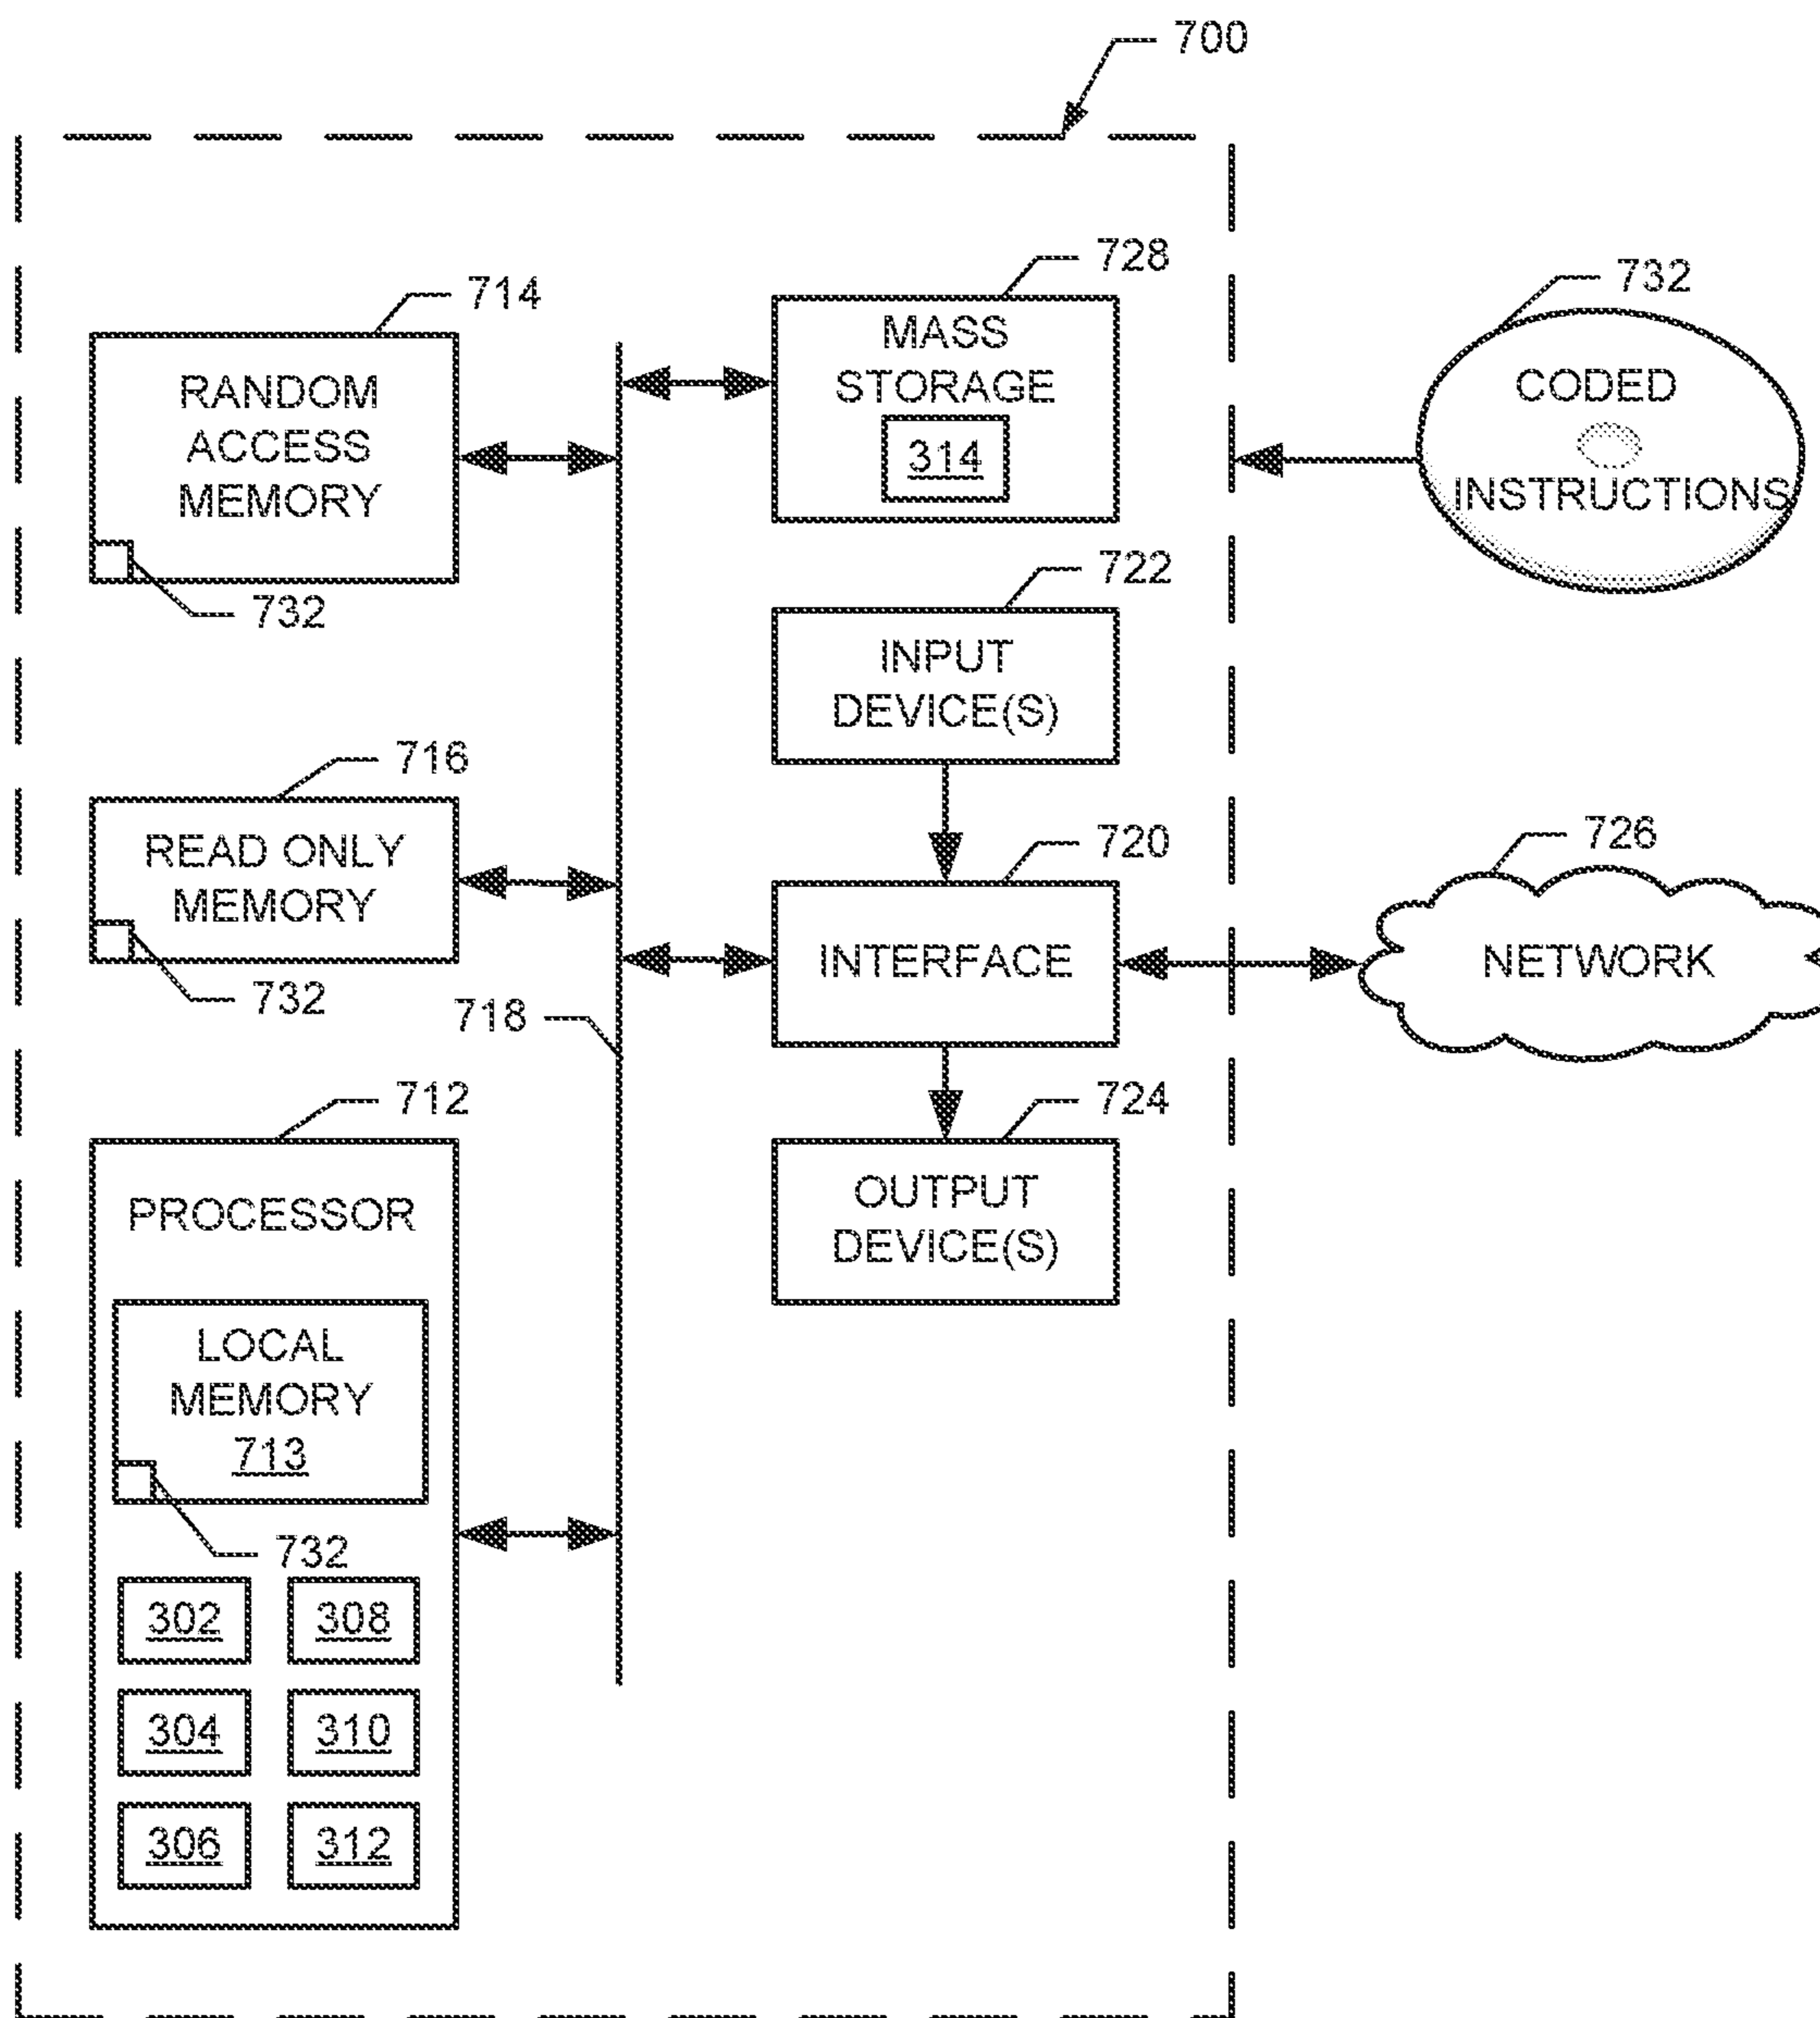 700
714
RANDOM
ACCESS
MEMORY
732
728
MASS
STORAGE
314
732
CODED
INSTRUCTIONS
722
INPUT
DEVICE(S)
716
READ ONLY
MEMORY
732
718
720
INTERFACE
726
NETWORK
712
PROCESSOR
LOCAL
MEMORY
713
732
302
308
304
310
306
312
724
OUTPUT
DEVICE(S)